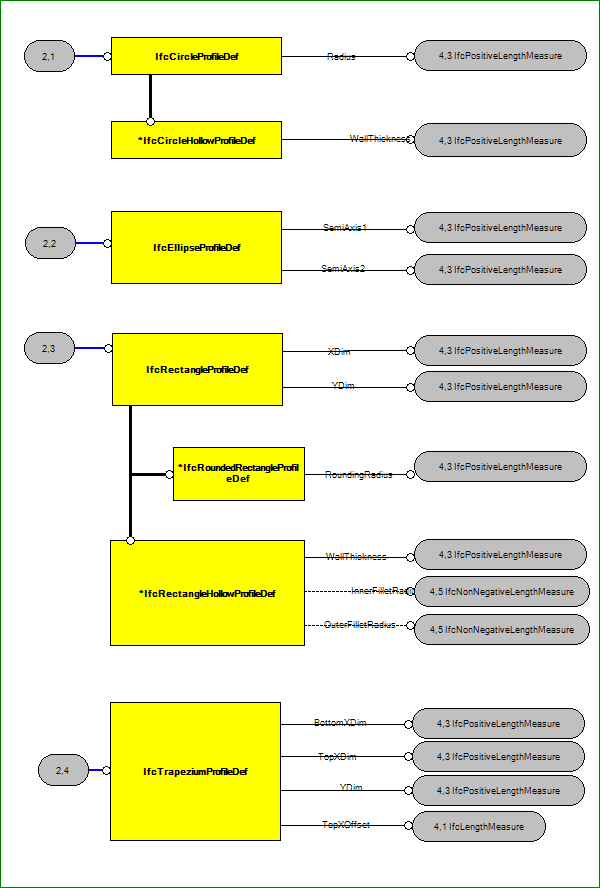 2,1
IfcCircleProfileDef
Radius
4,3 IfcPositiveLengthMeasure
*IfcCircleHollowProfileDef
WallThickness
4,3 IfcPositiveLengthMeasure
2,2
IfcEllipseProfileDef
SemiAxis1
4,3 IfcPositiveLengthMeasure
SemiAxis2
4,3 IfcPositiveLengthMeasure
2,3
IfcRectangleProfileDef
XDim
4,3 IfcPositiveLengthMeasure
YDim
4,3 IfcPositiveLengthMeasure
*IfcRoundedRectangleProfil
eDef
RoundingRadius
4,3 IfcPositiveLengthMeasure
*IfcRectangleHollowProfileDef
WallThickness
4,3 IfcPositiveLengthMeasure
InnerFilletRadi
4,5 IfcNonNegativeLengthMeasure
OuterFilletRadius
4,5 IfcNonNegativeLengthMeasure
2,4
IfcTrapeziumProfileDef
BottomXDim
4,3 IfcPositiveLengthMeasure
TopXDim
4,3 IfcPositiveLengthMeasure
YDim
4,3 IfcPositiveLengthMeasure
TopXOffset
4,1 IfcLengthMeasure